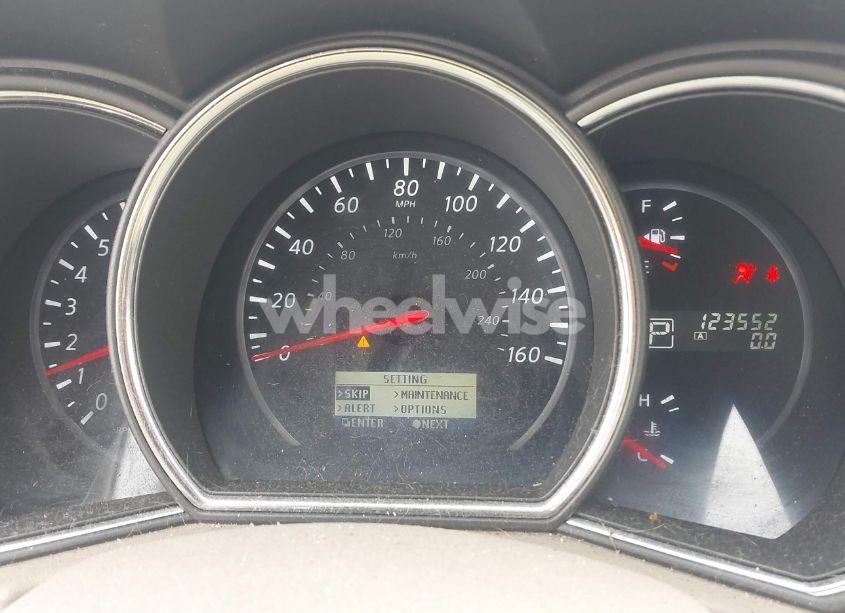 5
4
3
2
1
0
80
MPH
60
100
40
120
20
140
0
160
120
160
km/h
80
200
40
240
wheelwise
SETTING
>SKIP >MAINTENANCE
>ALERT >OPTIONS
ENTER NEXT
F
E
P
123552
A 0.0
H
C